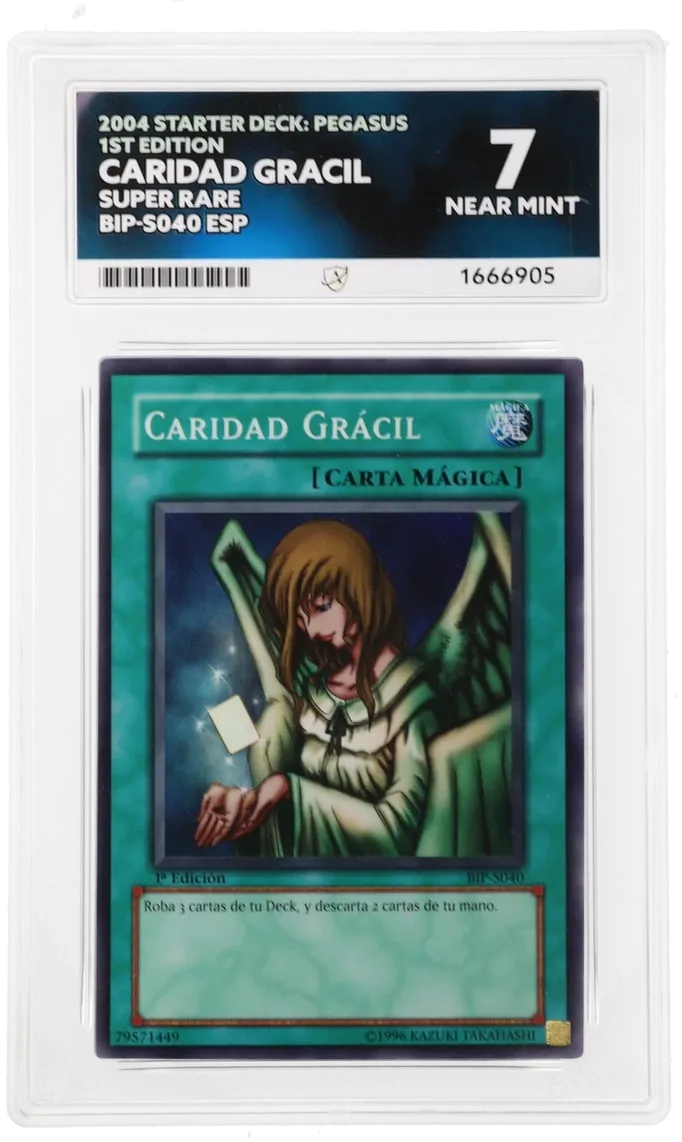 2004 STARTER DECK: PEGASUS
1ST EDITION
CARIDAD GRACIL
SUPER RARE
BIP-S040 ESP
7
NEAR MINT
1666905
CARIDAD GRÁCIL
MÁGICA
魔
[CARTA MÁGICA]
1ª Edición
BIP-S040
Roba 3 cartas de tu Deck, y descarta 2 cartas de tu mano.
79571449
©1996 KAZUKI TAKAHASHI